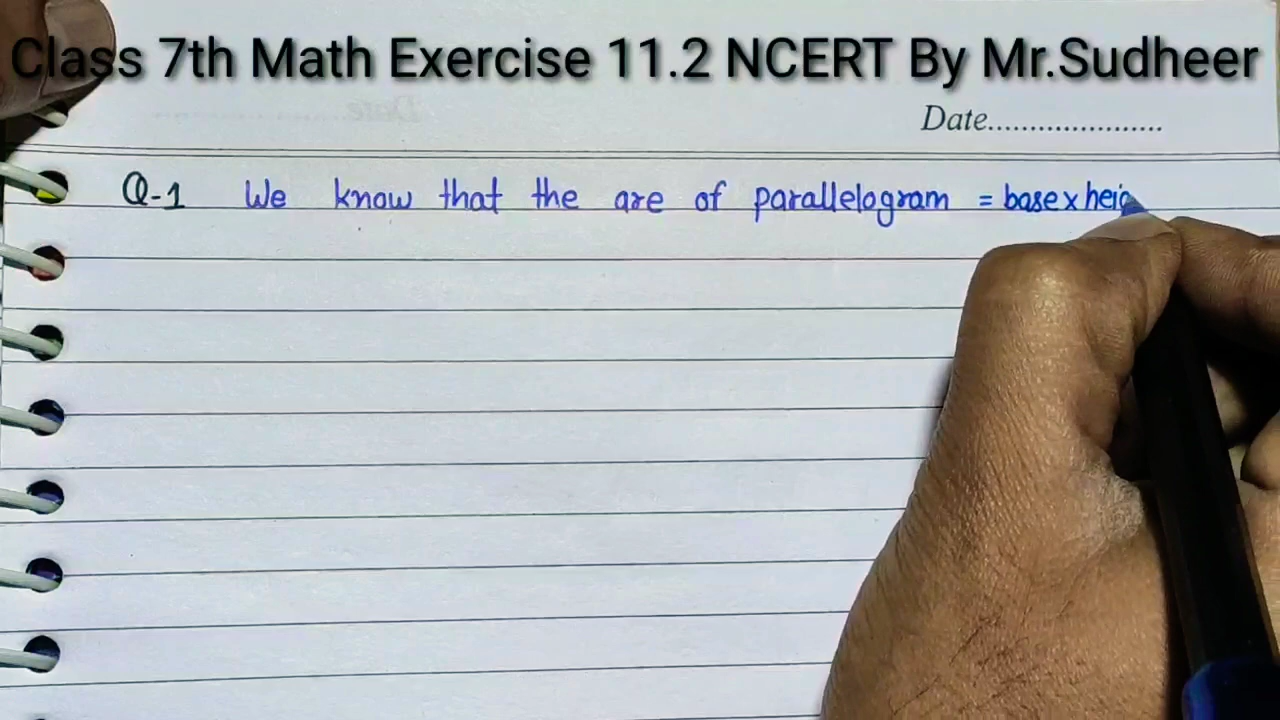 Class 7th Math Exercise 11.2 NCERT By Mr.Sudheer
Date.....................
Q-1 We know that the are of parallelogram = base x heig